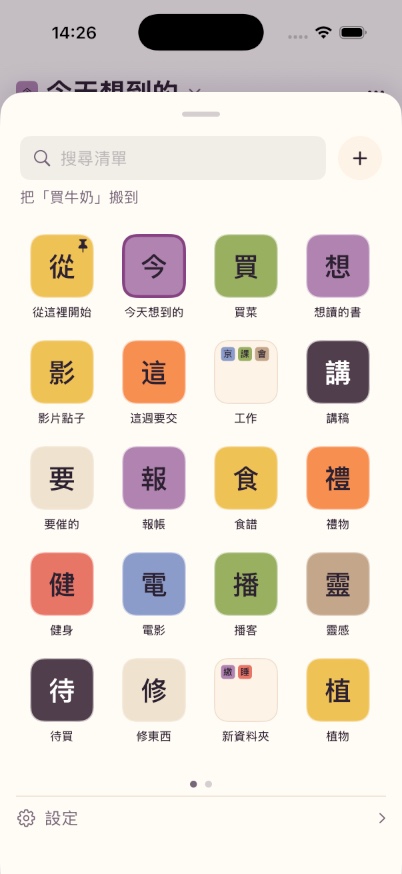 14:26
今天想到的
搜尋清單
把「買牛奶」搬到
從 今 買 想
從這裡開始 今天想到的 買菜 想讀的書
影 這 京 課 會 講
影片點子 這週要交 工作 講稿
要 報 食 禮
要催的 報帳 食譜 禮物
健 電 播 靈
健身 電影 播客 靈感
待 修 繳 睡 植
待買 修東西 新資料夾 植物
設定